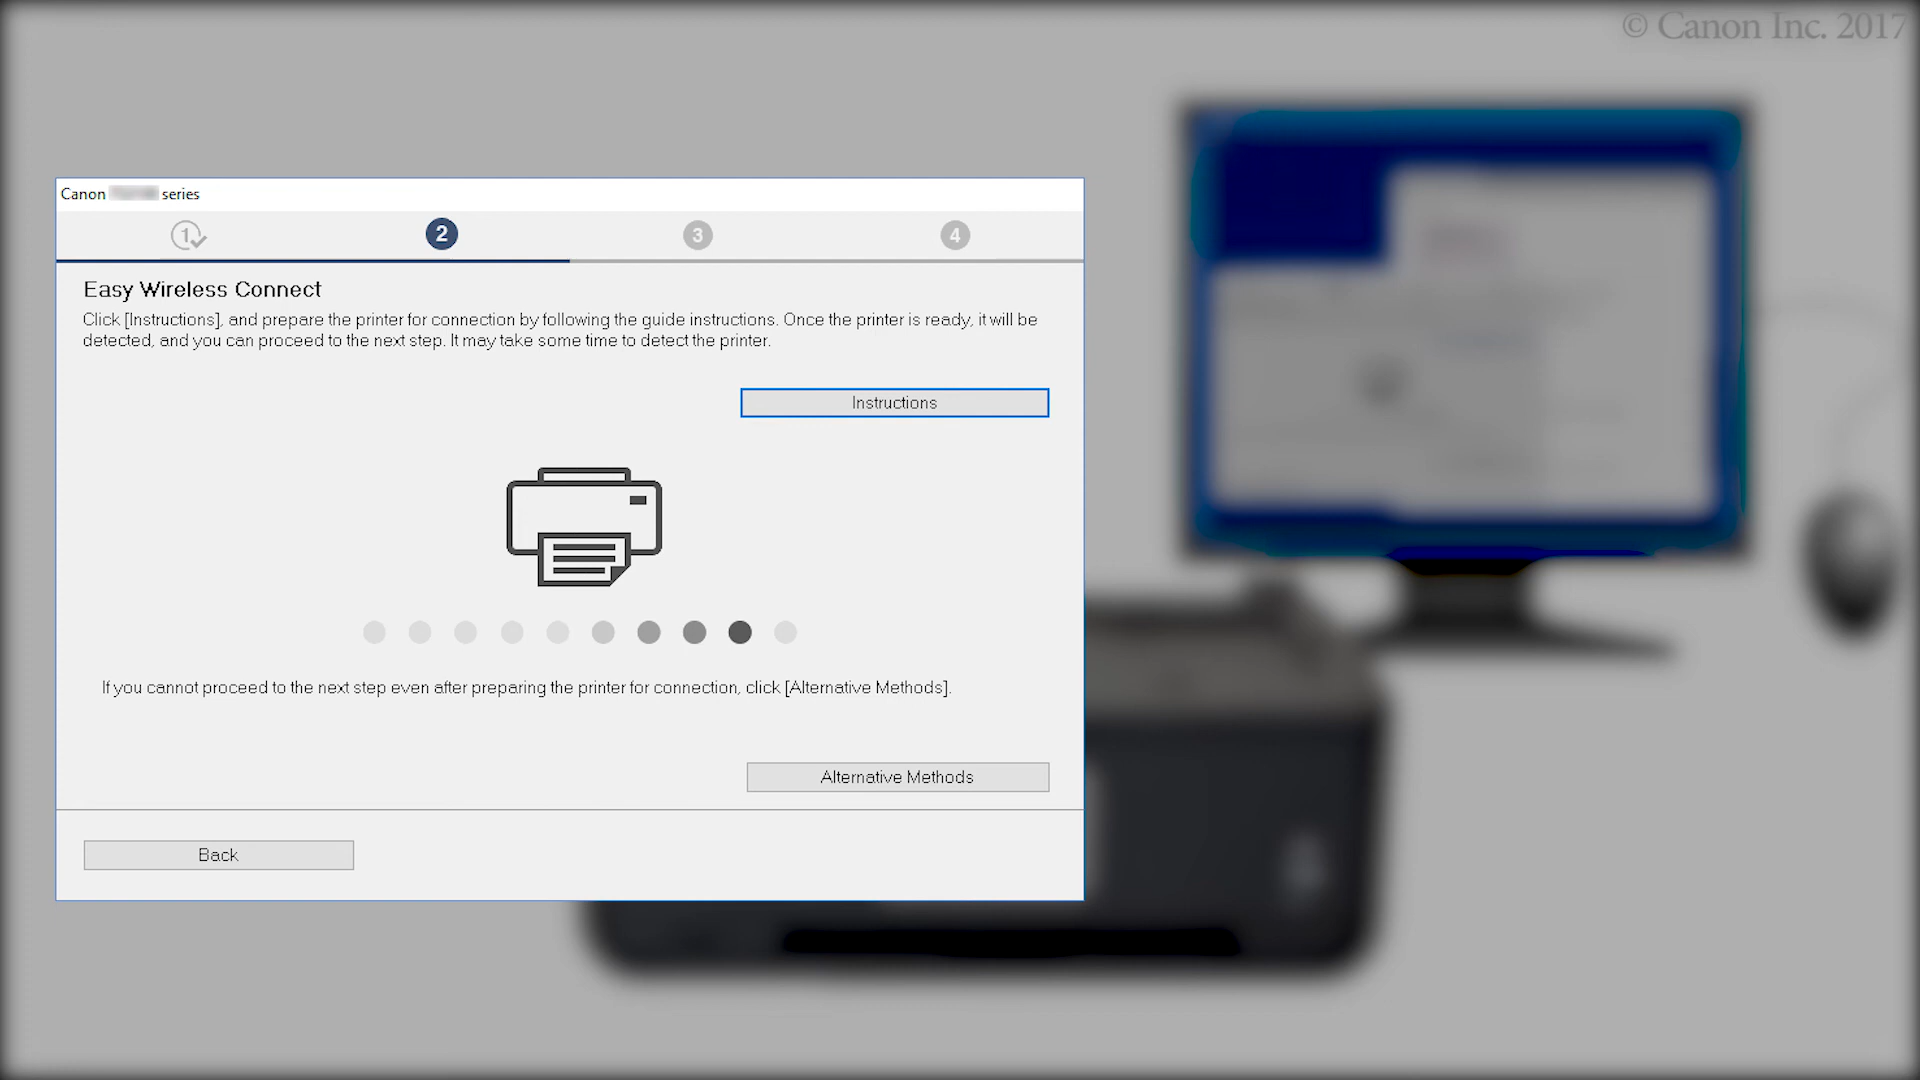 © Canon Inc. 2017
Canon series
1 2 3 4
Easy Wireless Connect
Click [Instructions], and prepare the printer for connection by following the guide instructions. Once the printer is ready, it will be
detected, and you can proceed to the next step. It may take some time to detect the printer.
Instructions
If you cannot proceed to the next step even after preparing the printer for connection, click [Alternative Methods].
Alternative Methods
Back